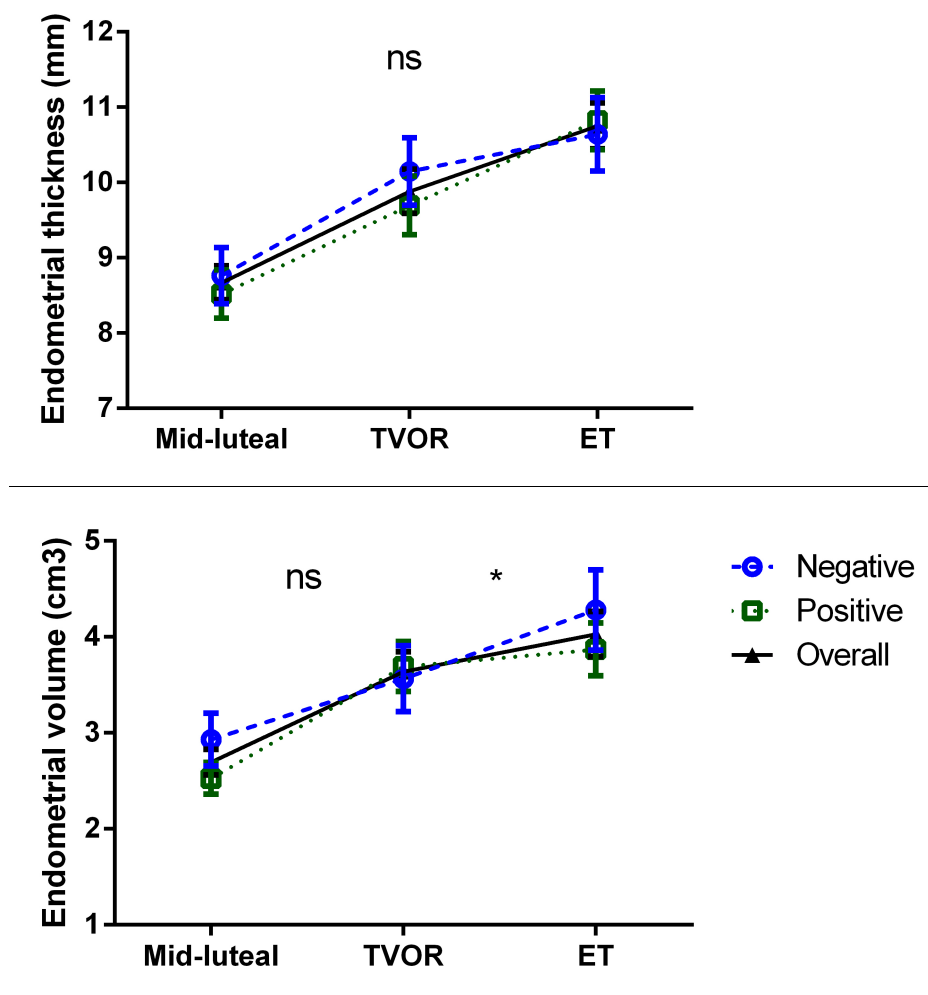 Endometrial thickness (mm)
12
11
10
9
8
7
ns
Mid-luteal TVOR ET
Endometrial volume (cm3)
5
4
3
2
1
ns *
Mid-luteal TVOR ET
Negative
Positive
Overall